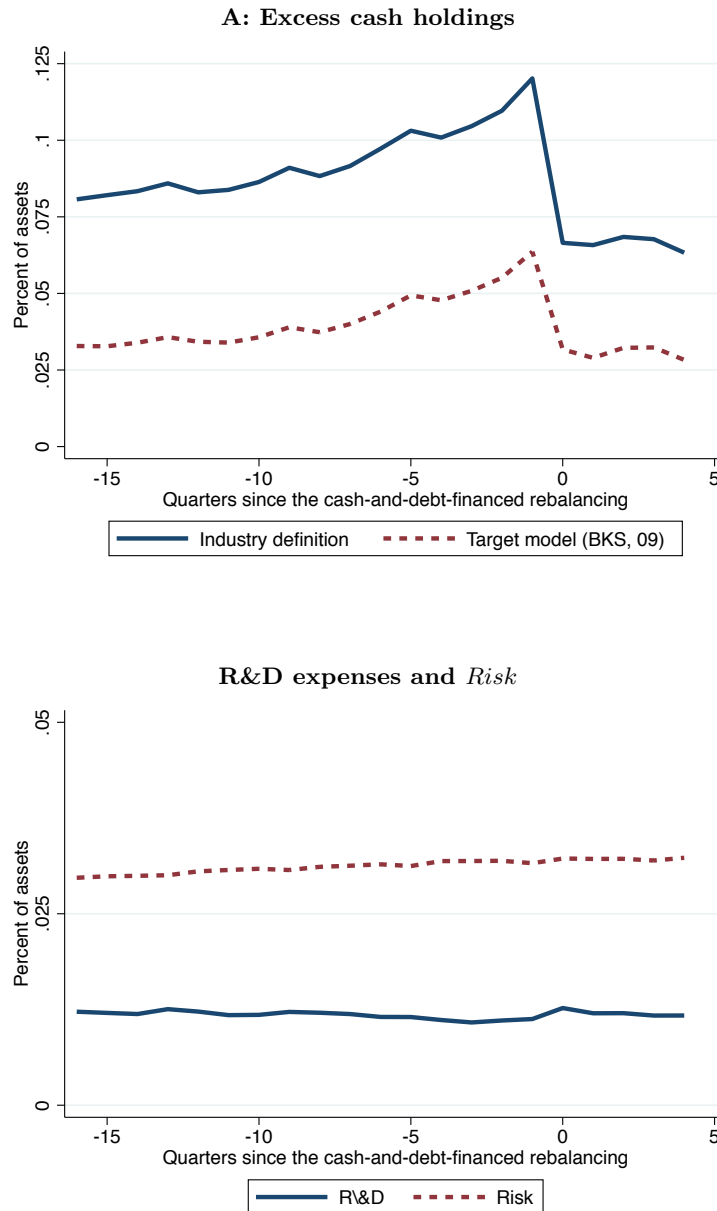 A: Excess cash holdings
Percent of assets
.125
.1
.075
.05
.025
0
-15 -10 -5 0 5
Quarters since the cash-and-debt-financed rebalancing
Industry definition Target model (BKS, 09)
R&D expenses and Risk
Percent of assets
.05
.025
0
-15 -10 -5 0 5
Quarters since the cash-and-debt-financed rebalancing
R\&D Risk